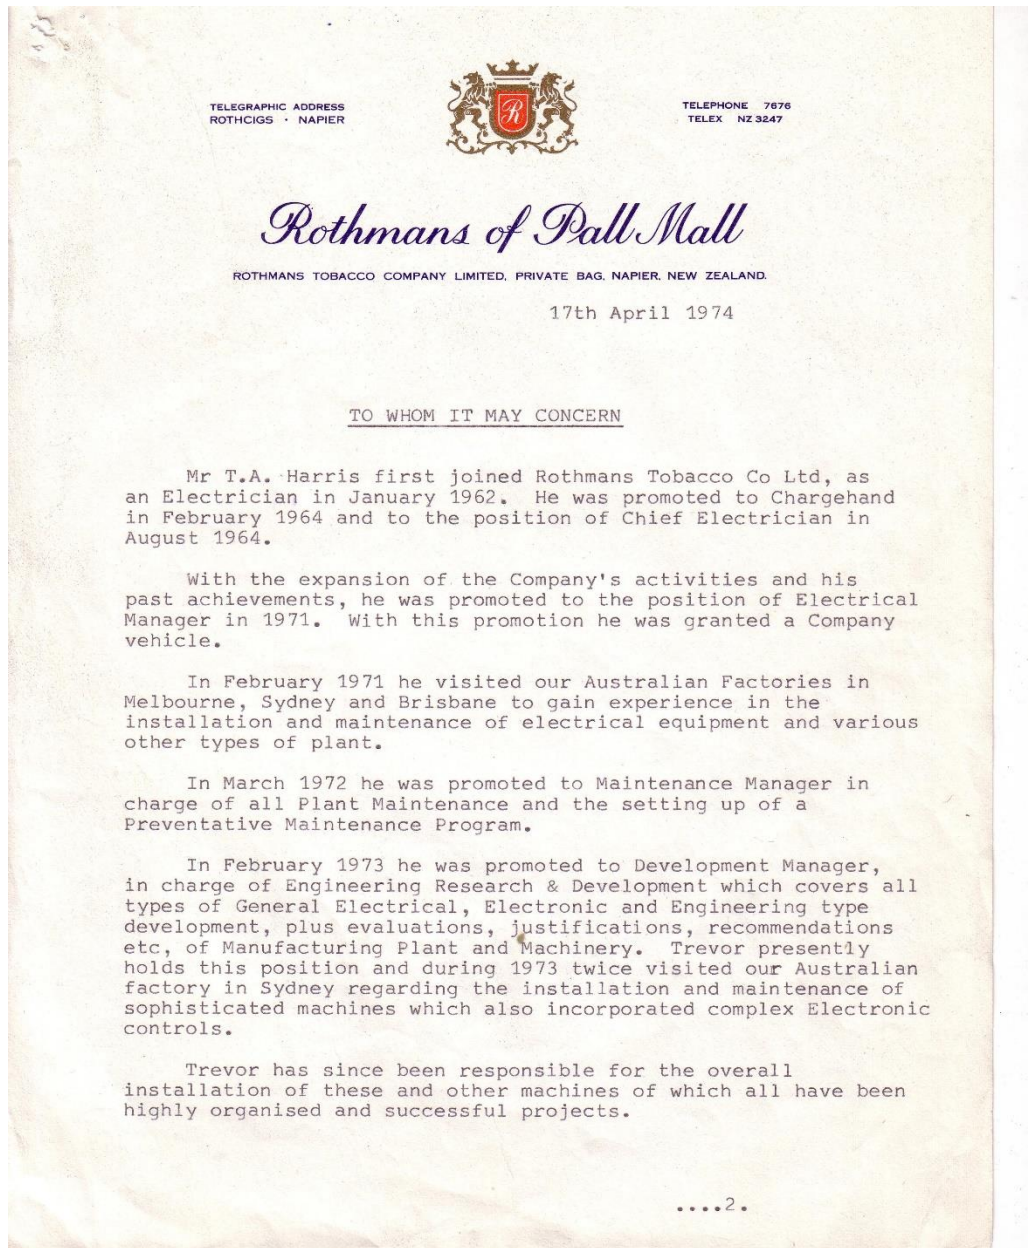 TELEGRAPHIC ADDRESS
ROTHCIGS · NAPIER
R
TELEPHONE 7676
TELEX NZ 3247
Rothmans of Pall Mall
ROTHMANS TOBACCO COMPANY LIMITED, PRIVATE BAG, NAPIER, NEW ZEALAND.
17th April 1974
TO WHOM IT MAY CONCERN
Mr T.A. Harris first joined Rothmans Tobacco Co Ltd, as
an Electrician in January 1962. He was promoted to Chargehand
in February 1964 and to the position of Chief Electrician in
August 1964.
With the expansion of the Company's activities and his
past achievements, he was promoted to the position of Electrical
Manager in 1971. With this promotion he was granted a Company
vehicle.
In February 1971 he visited our Australian Factories in
Melbourne, Sydney and Brisbane to gain experience in the
installation and maintenance of electrical equipment and various
other types of plant.
In March 1972 he was promoted to Maintenance Manager in
charge of all Plant Maintenance and the setting up of a
Preventative Maintenance Program.
In February 1973 he was promoted to Development Manager,
in charge of Engineering Research & Development which covers all
types of General Electrical, Electronic and Engineering type
development, plus evaluations, justifications, recommendations
etc, of Manufacturing Plant and Machinery. Trevor presently
holds this position and during 1973 twice visited our Australian
factory in Sydney regarding the installation and maintenance of
sophisticated machines which also incorporated complex Electronic
controls.
Trevor has since been responsible for the overall
installation of these and other machines of which all have been
highly organised and successful projects.
....2.